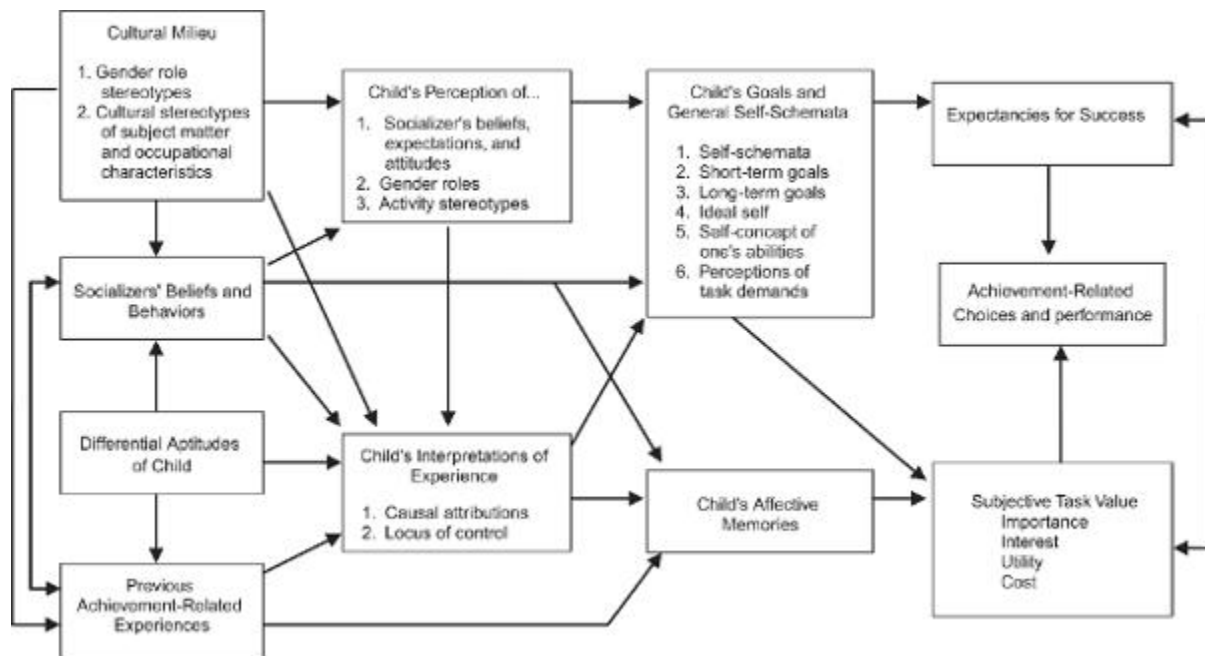 Cultural Milieu
1. Gender role
stereotypes
2. Cultural stereotypes
of subject matter
and occupational
characteristics
Socializers' Beliefs and
Behaviors
Differential Aptitudes
of Child
Previous
Achievement-Related
Experiences
Child's Perception of...
1. Socializer's beliefs,
expectations, and
attitudes
2. Gender roles
3. Activity stereotypes
Child's Interpretations of
Experience
1. Causal attributions
2. Locus of control
Child's Goals and
General Self-Schemata
1. Self-schemata
2. Short-term goals
3. Long-term goals
4. Ideal self
5. Self-concept of
one's abilities
6. Perceptions of
task demands
Child's Affective
Memories
Expectancies for Success
Achievement-Related
Choices and performance
Subjective Task Value
Importance
Interest
Utility
Cost